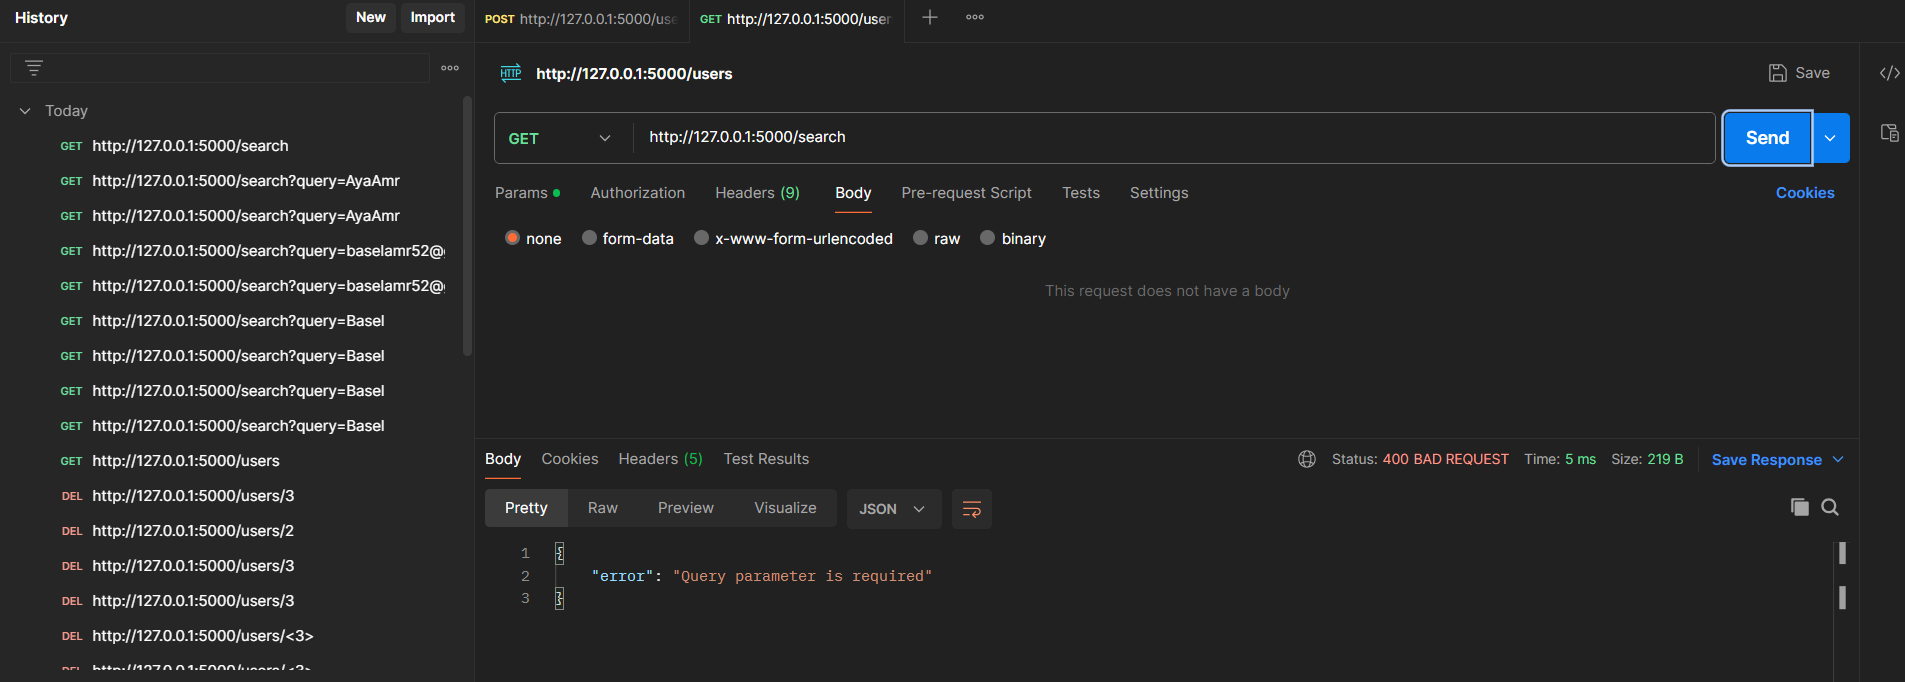 History
New
Import
Today
GET http://127.0.0.1:5000/search
GET http://127.0.0.1:5000/search?query=AyaAmr
GET http://127.0.0.1:5000/search?query=AyaAmr
GET http://127.0.0.1:5000/search?query=baselamr52@
GET http://127.0.0.1:5000/search?query=baselamr52@
GET http://127.0.0.1:5000/search?query=Basel
GET http://127.0.0.1:5000/search?query=Basel
GET http://127.0.0.1:5000/search?query=Basel
GET http://127.0.0.1:5000/search?query=Basel
GET http://127.0.0.1:5000/users
DEL http://127.0.0.1:5000/users/3
DEL http://127.0.0.1:5000/users/2
DEL http://127.0.0.1:5000/users/3
DEL http://127.0.0.1:5000/users/3
DEL http://127.0.0.1:5000/users/<3>
DEL http://127.0.0.1:5000/users/<3>
POST http://127.0.0.1:5000/use
GET http://127.0.0.1:5000/user
HTTP http://127.0.0.1:5000/users
Save
GET http://127.0.0.1:5000/search
Send
Params Authorization Headers (9) Body Pre-request Script Tests Settings Cookies
none form-data x-www-form-urlencoded raw binary
This request does not have a body
Body Cookies Headers (5) Test Results Status: 400 BAD REQUEST Time: 5 ms Size: 219 B Save Response
Pretty Raw Preview Visualize JSON
1 {
2 "error": "Query parameter is required"
3 }